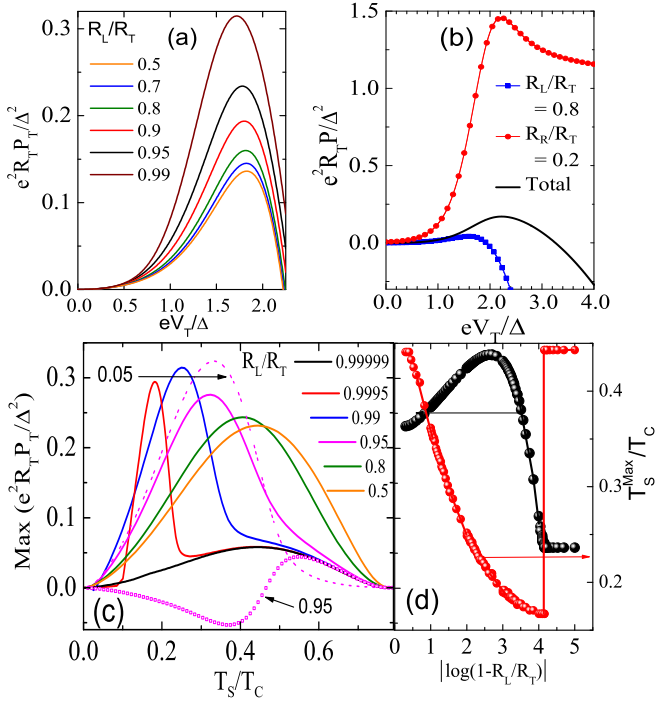 (a)
R_L/R_T
0.5
0.7
0.8
0.9
0.95
0.99
e²R_TP_T/Δ²
0.3
0.2
0.1
0.0
0.0 0.5 1.0 1.5 2.0
eV_T/Δ
(b)
e²R_TP/Δ²
1.5
1.0
0.5
0.0
R_L/R_T
= 0.8
R_R/R_T
= 0.2
Total
0.0 1.0 2.0 3.0 4.0
eV_T/Δ
(c)
Max (e²R_TP_T/Δ²)
0.3
0.2
0.1
0.0
0.05
R_L/R_T
0.99999
0.9995
0.99
0.95
0.8
0.5
0.95
0.0 0.2 0.4 0.6
T_S/T_C
(d)
0.4
0.3
0.2
T_S^Max/T_C
0 1 2 3 4 5
|log(1-R_L/R_T)|